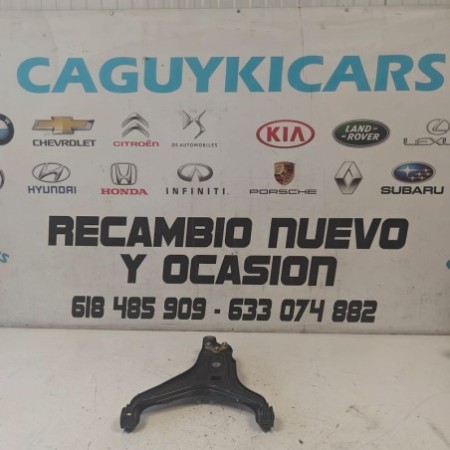 CAGUYKICARS
CHEVROLET CITROËN DS AUTOMOBILES KIA LAND ROVER LEXUS
HYUNDAI HONDA INFINITI PORSCHE SUBARU
RECAMBIO NUEVO
Y OCASION
618 485 909 - 633 074 882